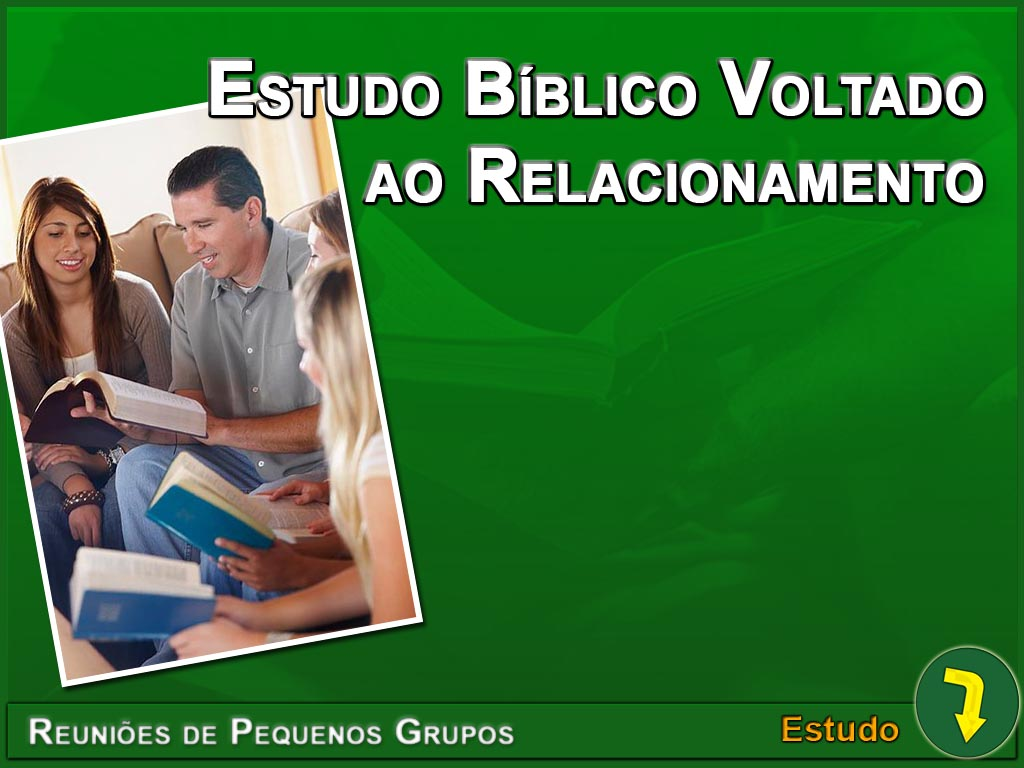 Estudo Bíblico Voltado
ao Relacionamento
Reuniões de Pequenos Grupos
Estudo